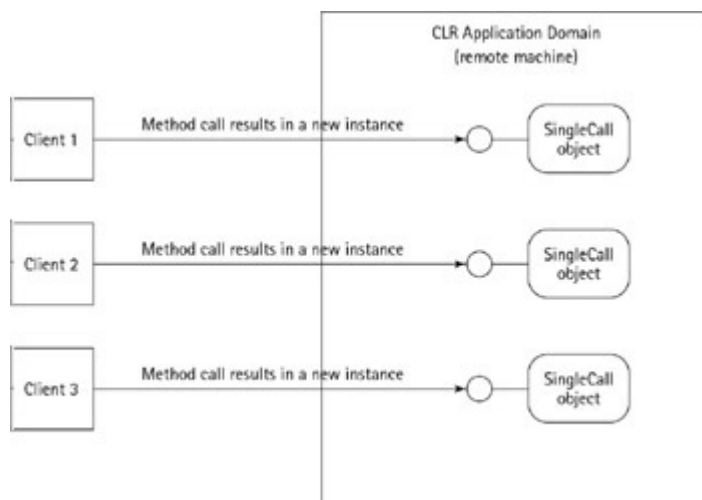 CLR Application Domain
(remote machine)
Client 1
Method call results in a new instance
SingleCall
object
Client 2
Method call results in a new instance
SingleCall
object
Client 3
Method call results in a new instance
SingleCall
object